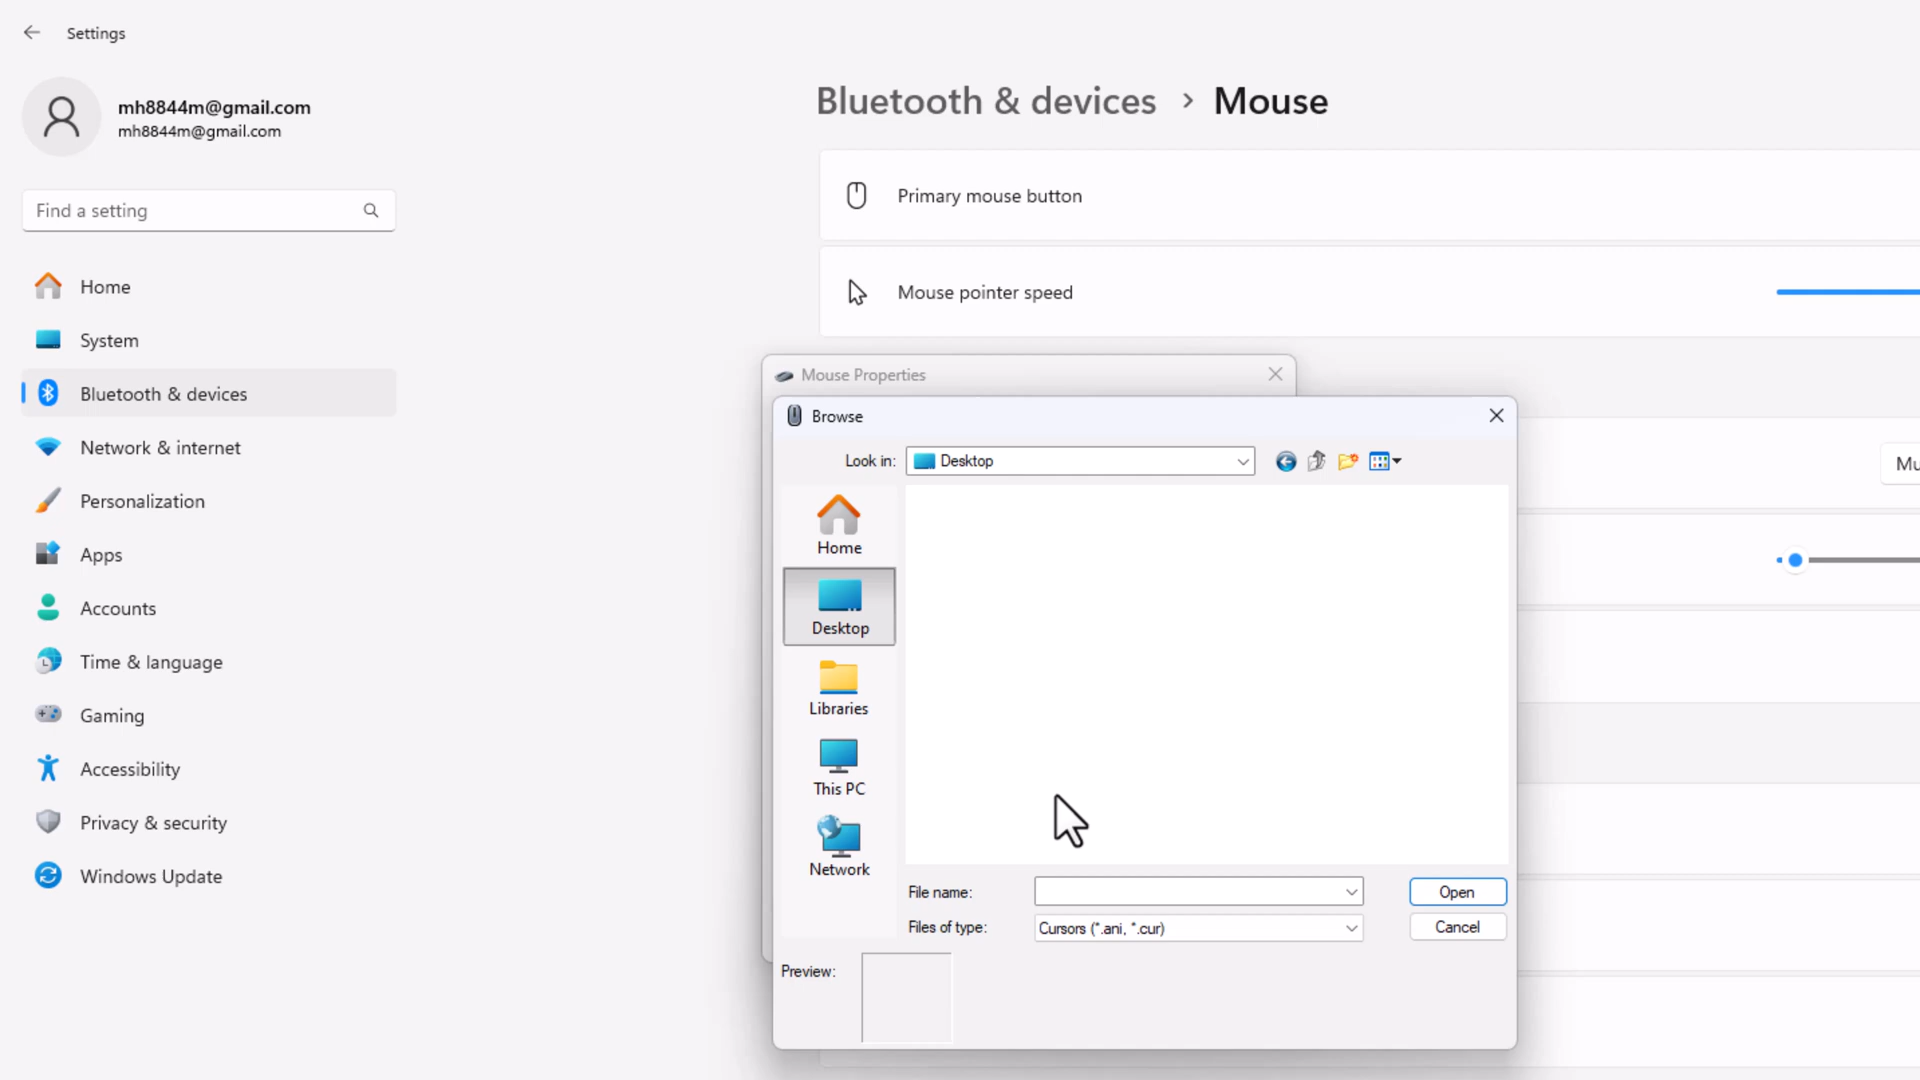 Settings
mh8844m@gmail.com
mh8844m@gmail.com
Find a setting
Home
System
Bluetooth & devices
Network & internet
Personalization
Apps
Accounts
Time & language
Gaming
Accessibility
Privacy & security
Windows Update
Bluetooth & devices > Mouse
Primary mouse button
Mouse pointer speed
Mouse Properties
Browse
Look in: Desktop
Home
Desktop
Libraries
This PC
Network
File name: Open
Files of type: Cursors (*.ani, *.cur) Cancel
Preview: